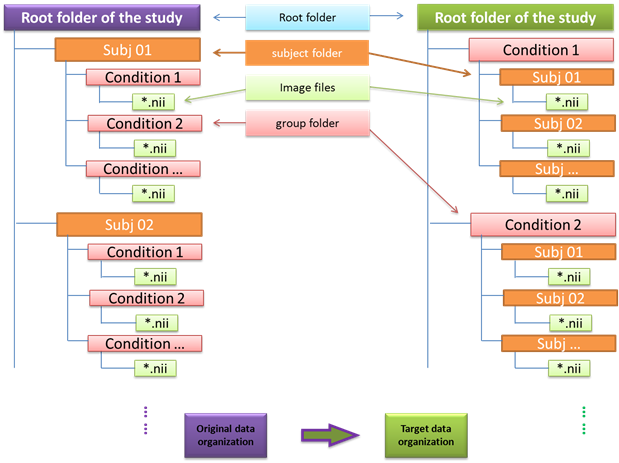 Root folder of the study
Subj 01
Condition 1
*.nii
Condition 2
*.nii
Condition ...
*.nii
Subj 02
Condition 1
*.nii
Condition 2
*.nii
Condition ...
*.nii
Root folder
subject folder
Image files
group folder
Root folder of the study
Condition 1
Subj 01
*.nii
Subj 02
*.nii
Subj ...
*.nii
Condition 2
Subj 01
*.nii
Subj 02
*.nii
Subj ...
*.nii
Original data
organization
Target data
organization